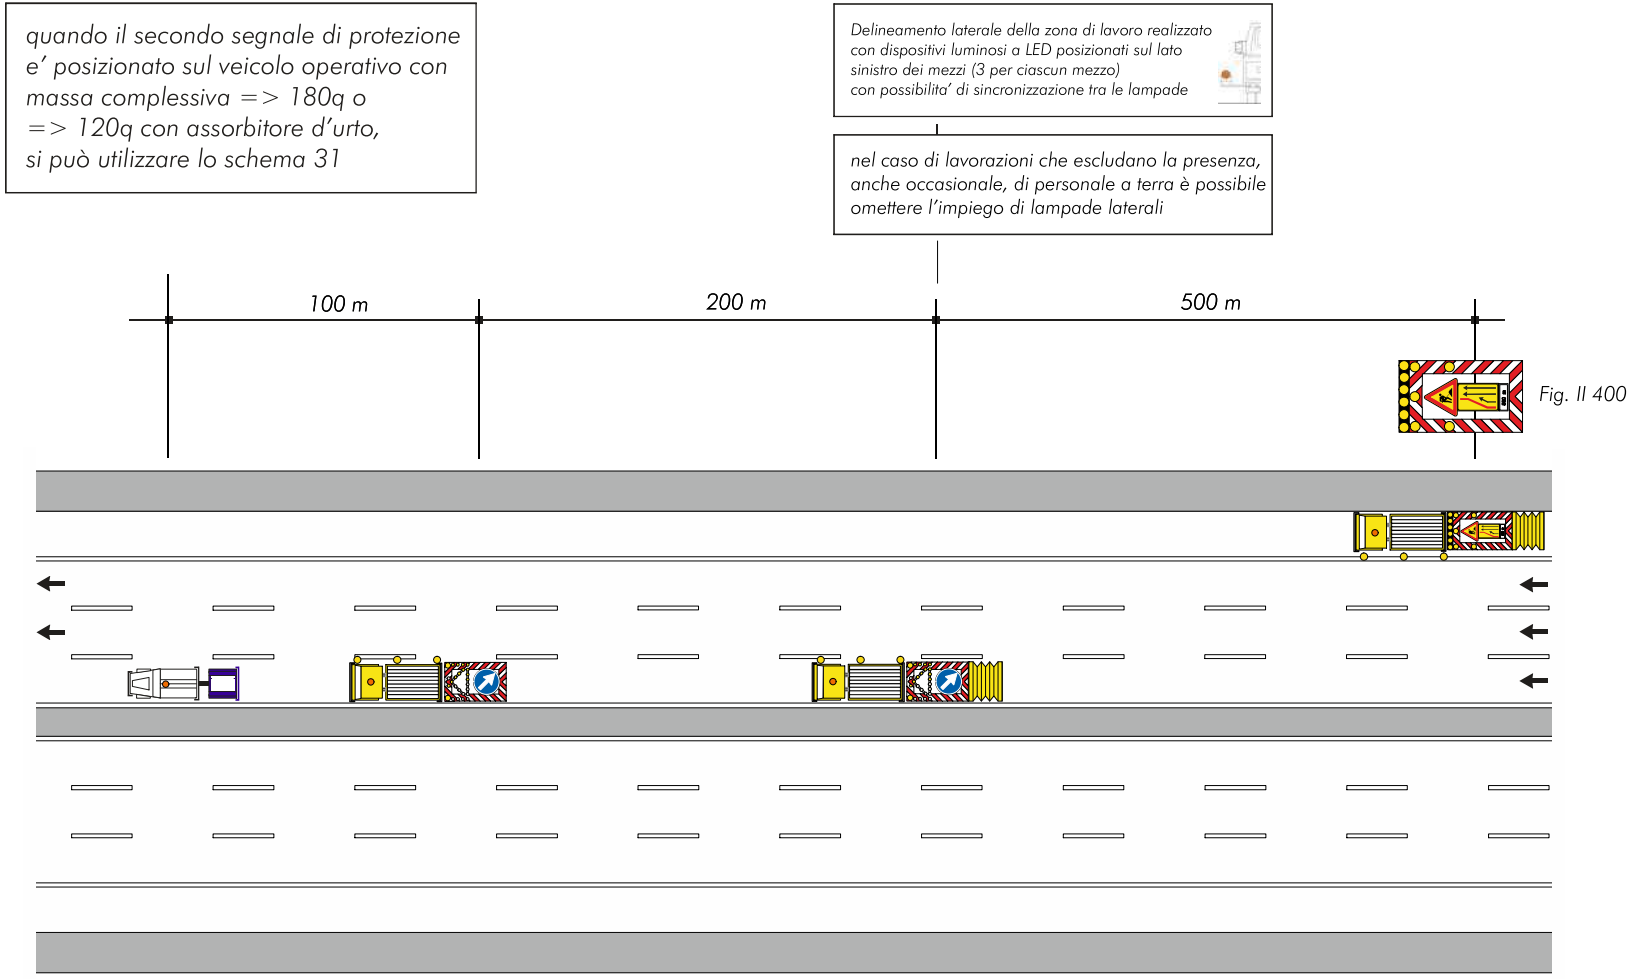 quando il secondo segnale di protezione
e' posizionato sul veicolo operativo con
massa complessiva => 180q o
=> 120q con assorbitore d'urto,
si può utilizzare lo schema 31
Delineamento laterale della zona di lavoro realizzato
con dispositivi luminosi a LED posizionati sul lato
sinistro dei mezzi (3 per ciascun mezzo)
con possibilita' di sincronizzazione tra le lampade
nel caso di lavorazioni che escludano la presenza,
anche occasionale, di personale a terra è possibile
omettere l'impiego di lampade laterali
100 m
200 m
500 m
Fig. II 400